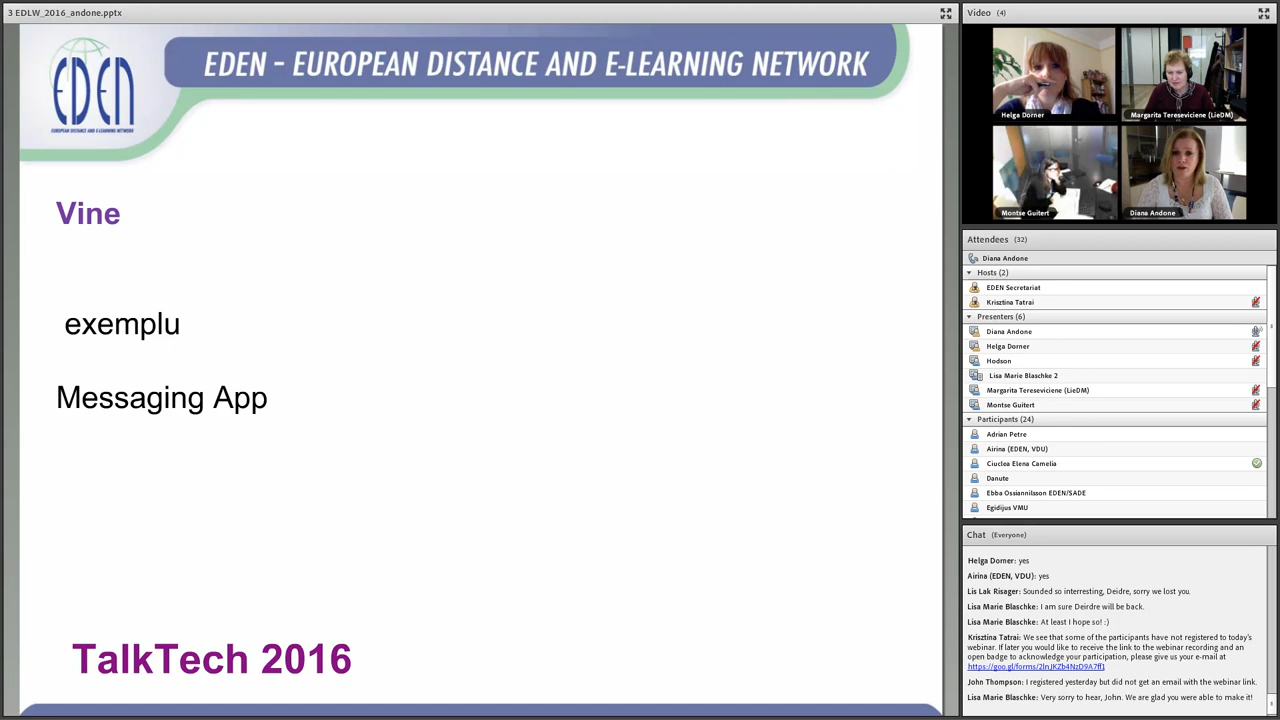 3 EDLW_2016_andone.pptx
EDEN
EUROPEAN DISTANCE AND E-LEARNING NETWORK
EDEN - EUROPEAN DISTANCE AND E-LEARNING NETWORK
Vine
exemplu
Messaging App
TalkTech 2016
Video (4)
Helga Dorner
Margarita Tereseviciene (LieDM)
Montse Guitert
Diana Andone
Attendees (32)
Diana Andone
Hosts (2)
EDEN Secretariat
Krisztina Tatrai
Presenters (6)
Diana Andone
Helga Dorner
Hodson
Lisa Marie Blaschke 2
Margarita Tereseviciene (LieDM)
Montse Guitert
Participants (24)
Adrian Petre
Airina (EDEN, VDU)
Ciuclea Elena Camelia
Danute
Ebba Ossiannilsson EDEN/SADE
Egidijus VMU
Chat (Everyone)
Helga Dorner: yes
Airina (EDEN, VDU): yes
Lis Lak Risager: Sounded so interresting, Deidre, sorry we lost you.
Lisa Marie Blaschke: I am sure Deirdre will be back.
Lisa Marie Blaschke: At least I hope so! :)
Krisztina Tatrai: We see that some of the participants have not registered to today's
webinar. If later you would like to receive the link to the webinar recording and an
open badge to acknowledge your participation, please give us your e-mail at
https://goo.gl/forms/2lnJKZb4NzD9A7ff1
John Thompson: I registered yesterday but did not get an email with the webinar link.
Lisa Marie Blaschke: Very sorry to hear, John. We are glad you were able to make it!